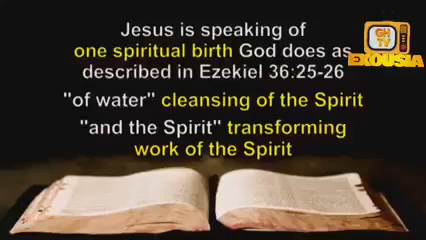 Jesus is speaking of
one spiritual birth God does as
described in Ezekiel 36:25-26
"of water" cleansing of the Spirit
"and the Spirit" transforming
work of the Spirit
GH
TV
EXOUSIA